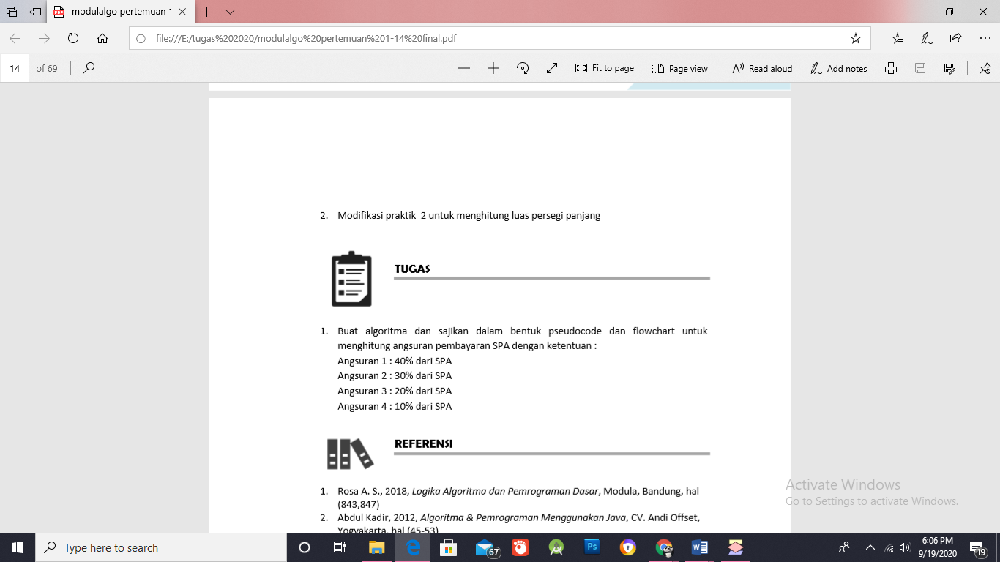 modulalgo pertemuan
file:///E:/tugas%202020/modulalgo%20pertemuan%201-14%20final.pdf
14 of 69
Fit to page
Page view
Read aloud
Add notes
2. Modifikasi praktik 2 untuk menghitung luas persegi panjang
TUGAS
1. Buat algoritma dan sajikan dalam bentuk pseudocode dan flowchart untuk
menghitung angsuran pembayaran SPA dengan ketentuan :
Angsuran 1 : 40% dari SPA
Angsuran 2 : 30% dari SPA
Angsuran 3 : 20% dari SPA
Angsuran 4 : 10% dari SPA
REFERENSI
1. Rosa A. S., 2018, Logika Algoritma dan Pemrograman Dasar, Modula, Bandung, hal
(843,847)
2. Abdul Kadir, 2012, Algoritma & Pemrograman Menggunakan Java, CV. Andi Offset,
Yogyakarta, hal (45-53)
Activate Windows
Go to Settings to activate Windows.
Type here to search
67
Ps
6:06 PM
9/19/2020
19